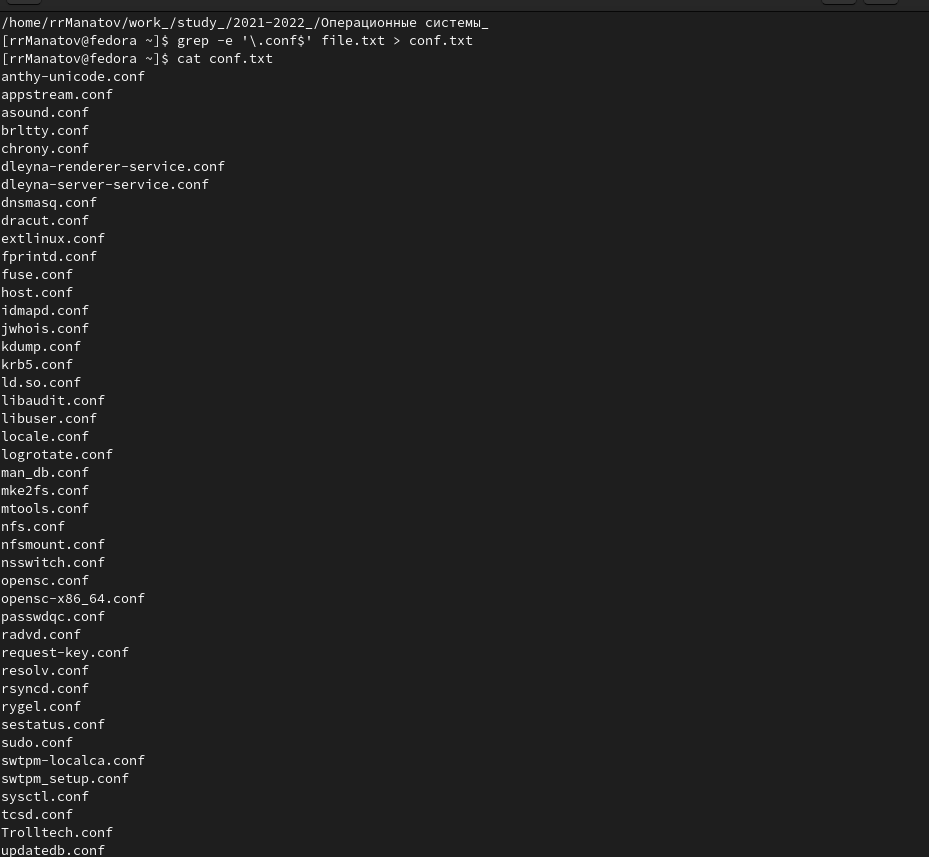 /home/rrManatov/work_/study_/2021-2022_/Операционные системы_
[rrManatov@fedora ~]$ grep -e '\.conf$' file.txt > conf.txt
[rrManatov@fedora ~]$ cat conf.txt
anthy-unicode.conf
appstream.conf
asound.conf
brltty.conf
chrony.conf
dleyna-renderer-service.conf
dleyna-server-service.conf
dnsmasq.conf
dracut.conf
extlinux.conf
fprintd.conf
fuse.conf
host.conf
idmapd.conf
jwhois.conf
kdump.conf
krb5.conf
ld.so.conf
libaudit.conf
libuser.conf
locale.conf
logrotate.conf
man_db.conf
mke2fs.conf
mtools.conf
nfs.conf
nfsmount.conf
nsswitch.conf
opensc.conf
opensc-x86_64.conf
passwdqc.conf
radvd.conf
request-key.conf
resolv.conf
rsyncd.conf
rygel.conf
sestatus.conf
sudo.conf
swtpm-localca.conf
swtpm_setup.conf
sysctl.conf
tcsd.conf
Trolltech.conf
updatedb.conf